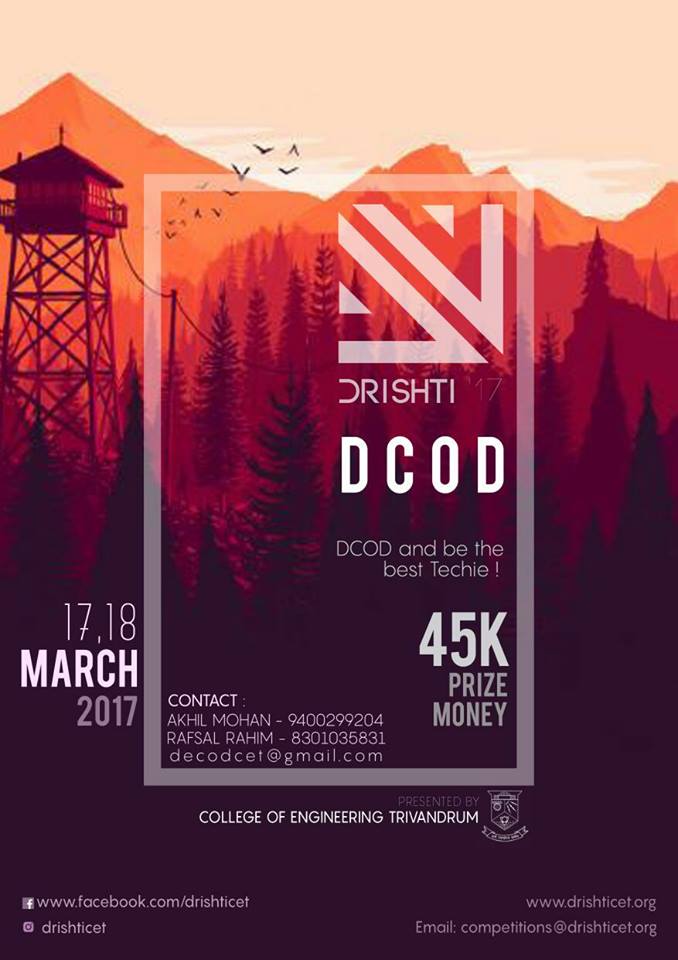 DRISHTI '17
DCOD
DCOD and be the
best Techie !
17,18
MARCH
2017
45K
PRIZE
MONEY
CONTACT :
AKHIL MOHAN - 9400299204
RAFSAL RAHIM - 8301035831
decodcet@gmail.com
PRESENTED BY
COLLEGE OF ENGINEERING TRIVANDRUM
www.facebook.com/drishticet
drishticet
www.drishticet.org
Email: competitions@drishticet.org